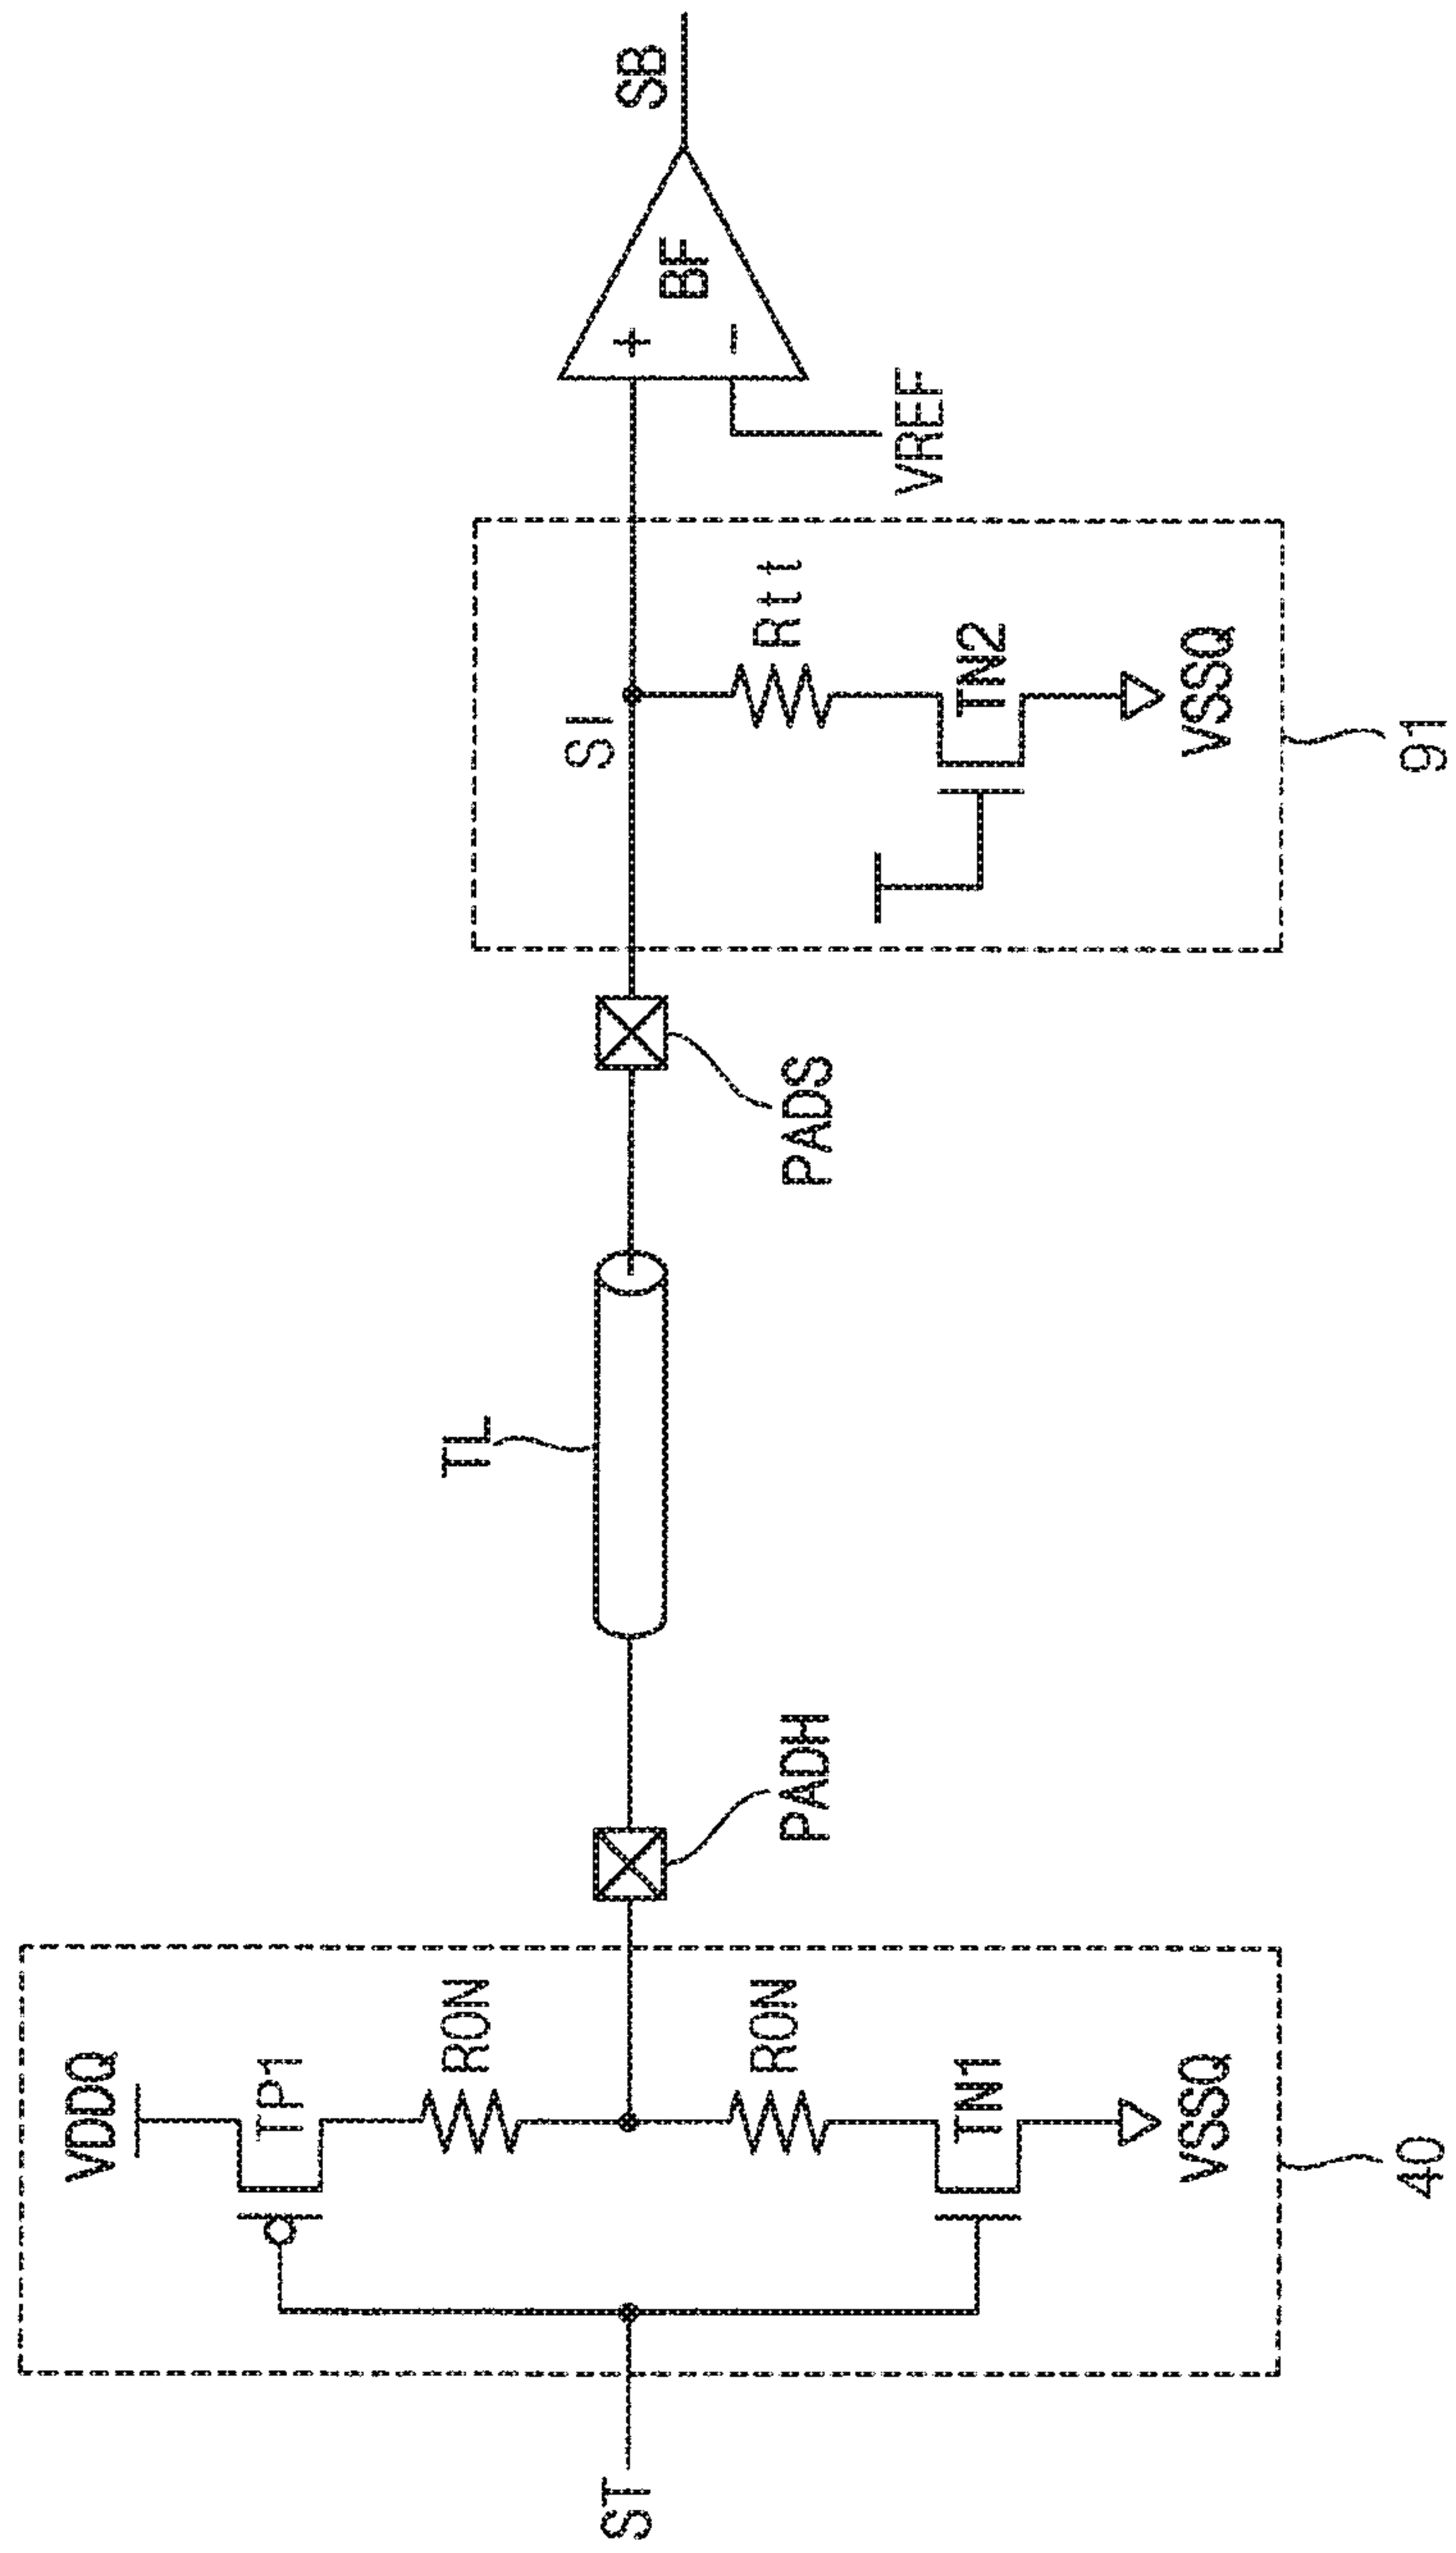 ST
VDDQ
TP1
RON
RON
TN1
VSSQ
40
PADH
TL
PADS
SI
Rtt
TN2
VSSQ
91
+
BF
−
VREF
SB